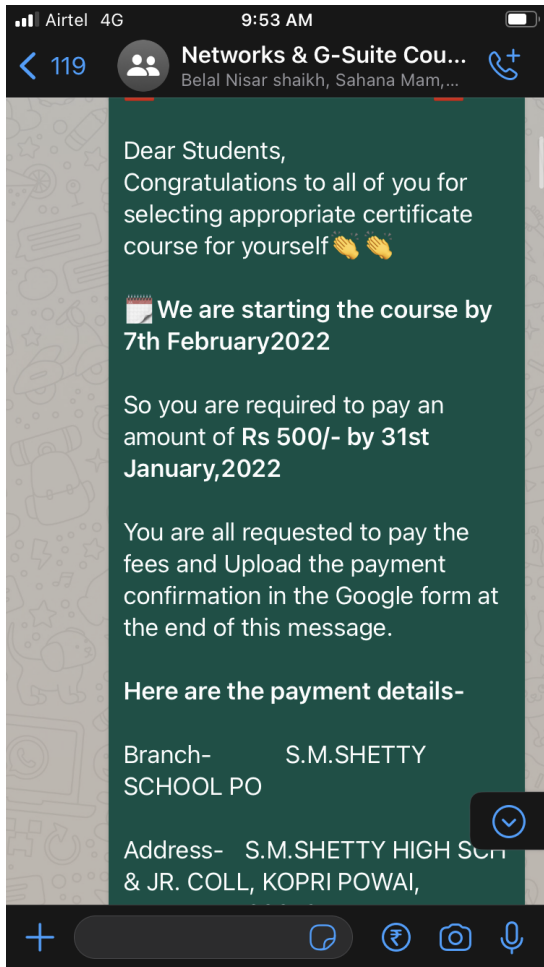 Airtel 4G 9:53 AM
119 Networks & G-Suite Cou...
Belal Nisar shaikh, Sahana Mam,...
Dear Students,
Congratulations to all of you for
selecting appropriate certificate
course for yourself👏 👏
🗓️We are starting the course by
7th February2022
So you are required to pay an
amount of Rs 500/- by 31st
January,2022
You are all requested to pay the
fees and Upload the payment
confirmation in the Google form at
the end of this message.
Here are the payment details-
Branch- S.M.SHETTY
SCHOOL PO
Address- S.M.SHETTY HIGH SCH
& JR. COLL, KOPRI POWAI,